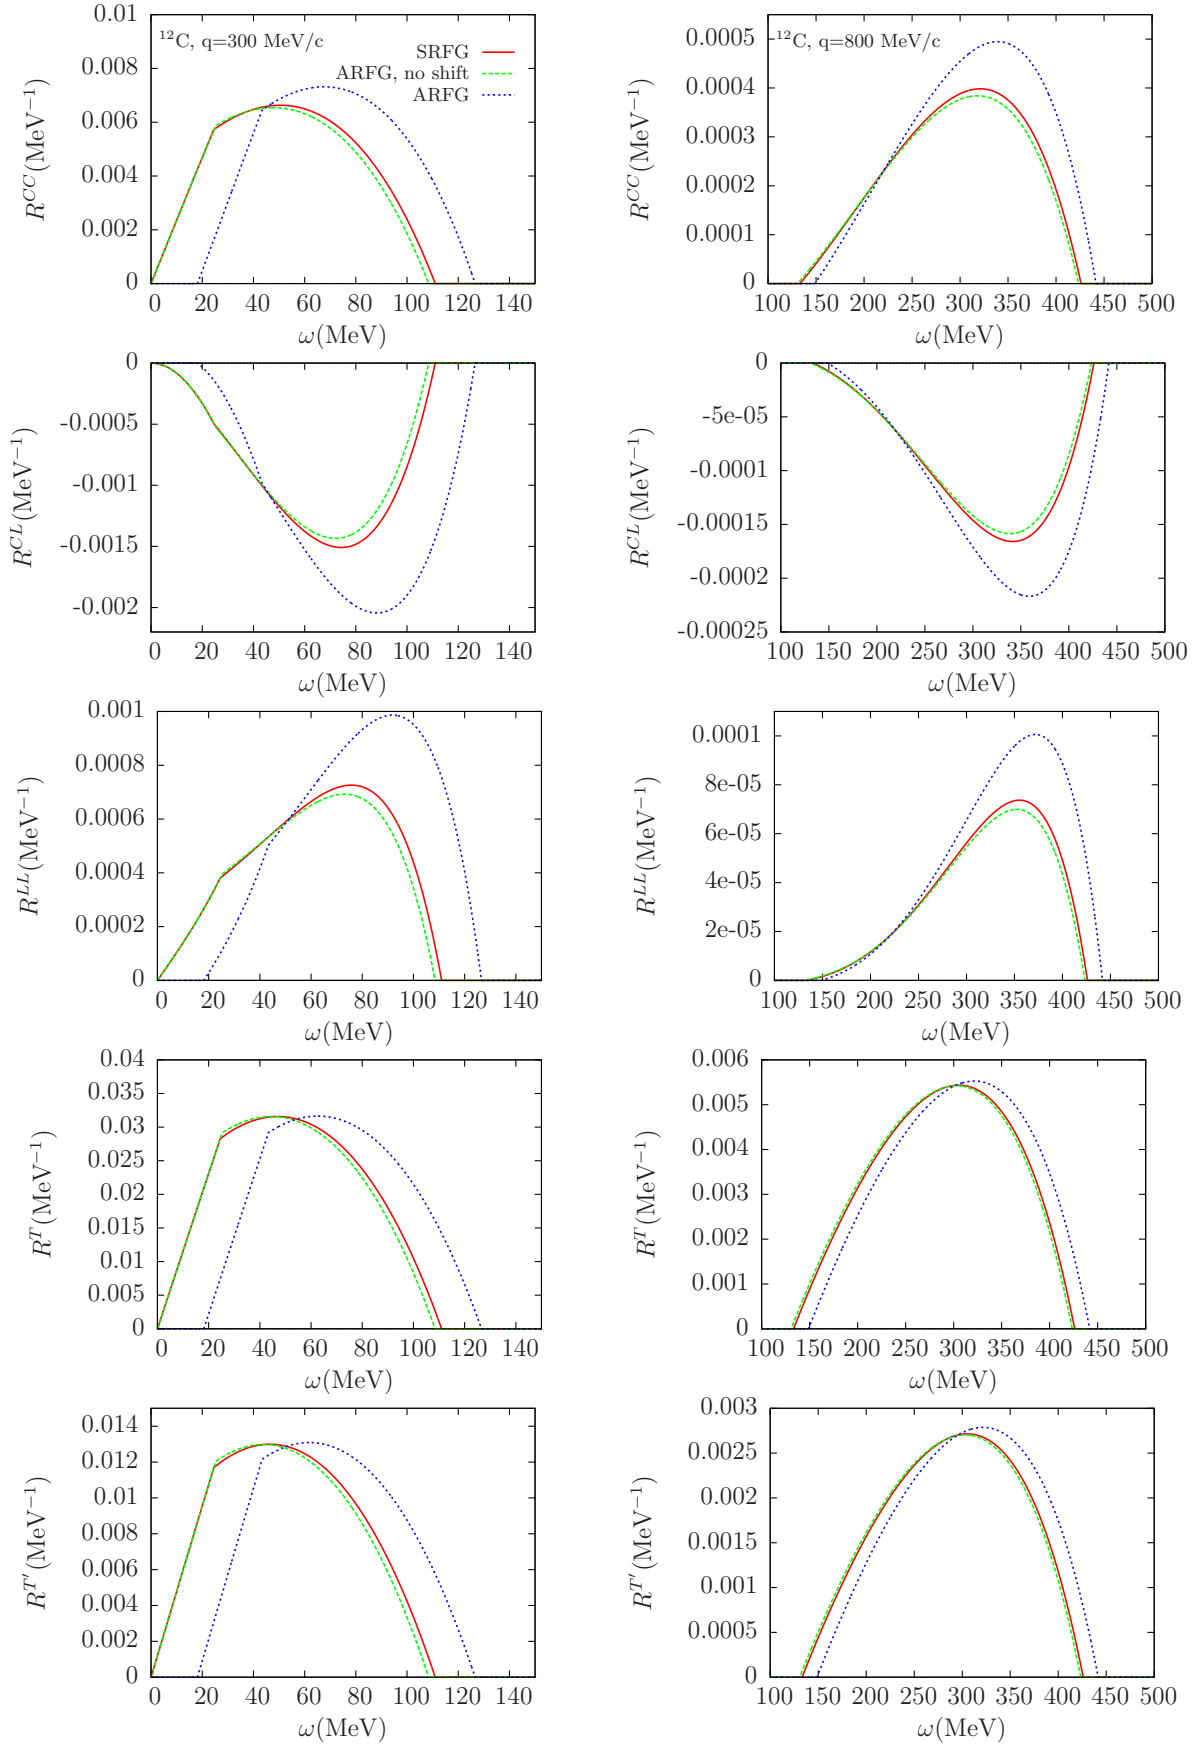 0.01
0.008
0.006
0.004
0.002
0
R^{CC}(MeV^{-1})
^{12}C, q=300 MeV/c
SRFG
ARFG, no shift
ARFG
0 20 40 60 80 100 120 140
ω(MeV)
0.0005
0.0004
0.0003
0.0002
0.0001
0
R^{CC}(MeV^{-1})
^{12}C, q=800 MeV/c
100 150 200 250 300 350 400 450 500
ω(MeV)
0
-0.0005
-0.001
-0.0015
-0.002
R^{CL}(MeV^{-1})
0 20 40 60 80 100 120 140
ω(MeV)
0
-5e-05
-0.0001
-0.00015
-0.0002
-0.00025
R^{CL}(MeV^{-1})
100 150 200 250 300 350 400 450 500
ω(MeV)
0.001
0.0008
0.0006
0.0004
0.0002
0
R^{LL}(MeV^{-1})
0 20 40 60 80 100 120 140
ω(MeV)
0.0001
8e-05
6e-05
4e-05
2e-05
0
R^{LL}(MeV^{-1})
100 150 200 250 300 350 400 450 500
ω(MeV)
0.04
0.035
0.03
0.025
0.02
0.015
0.01
0.005
0
R^{T}(MeV^{-1})
0 20 40 60 80 100 120 140
ω(MeV)
0.006
0.005
0.004
0.003
0.002
0.001
0
R^{T}(MeV^{-1})
100 150 200 250 300 350 400 450 500
ω(MeV)
0.014
0.012
0.01
0.008
0.006
0.004
0.002
0
R^{T′}(MeV^{-1})
0 20 40 60 80 100 120 140
ω(MeV)
0.003
0.0025
0.002
0.0015
0.001
0.0005
0
R^{T′}(MeV^{-1})
100 150 200 250 300 350 400 450 500
ω(MeV)